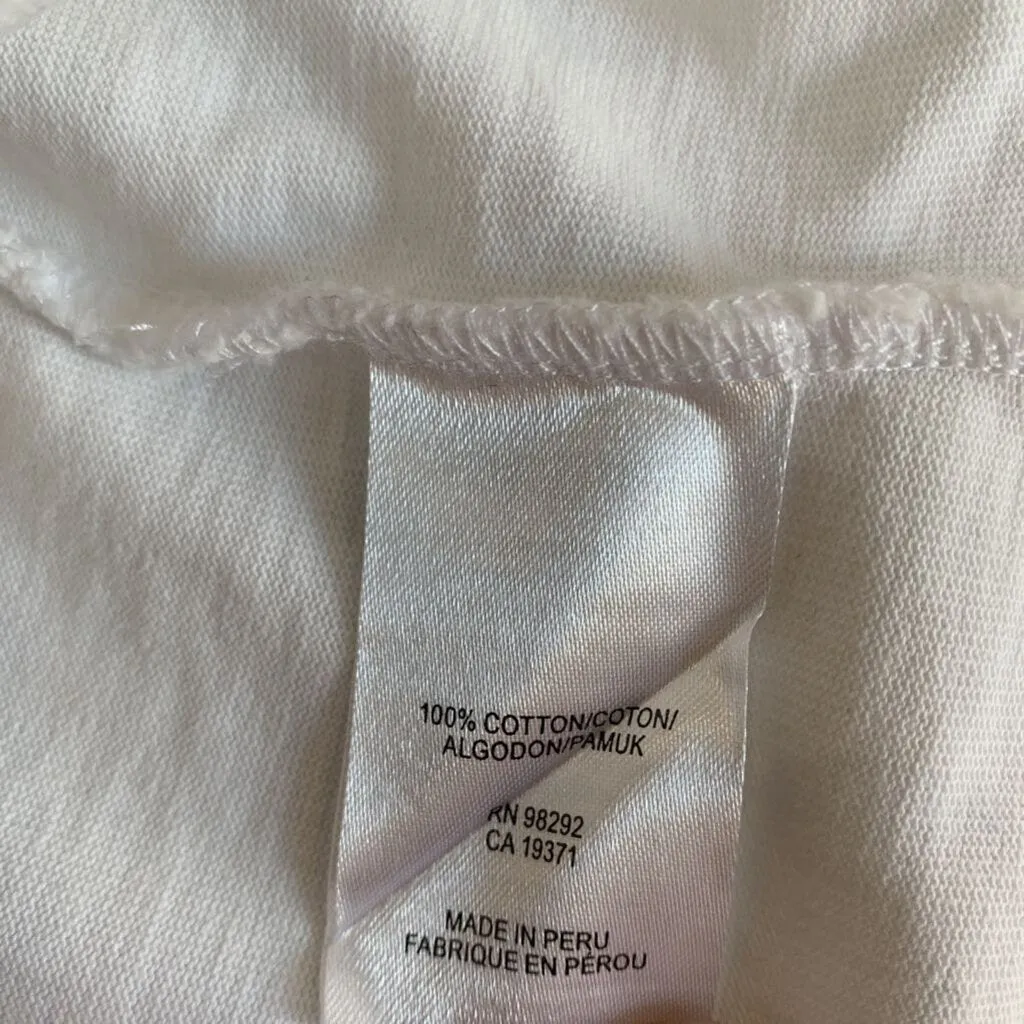 100% COTTON/COTON/
ALGODON/PAMUK
RN 98292
CA 19371
MADE IN PERU
FABRIQUE EN PÉROU